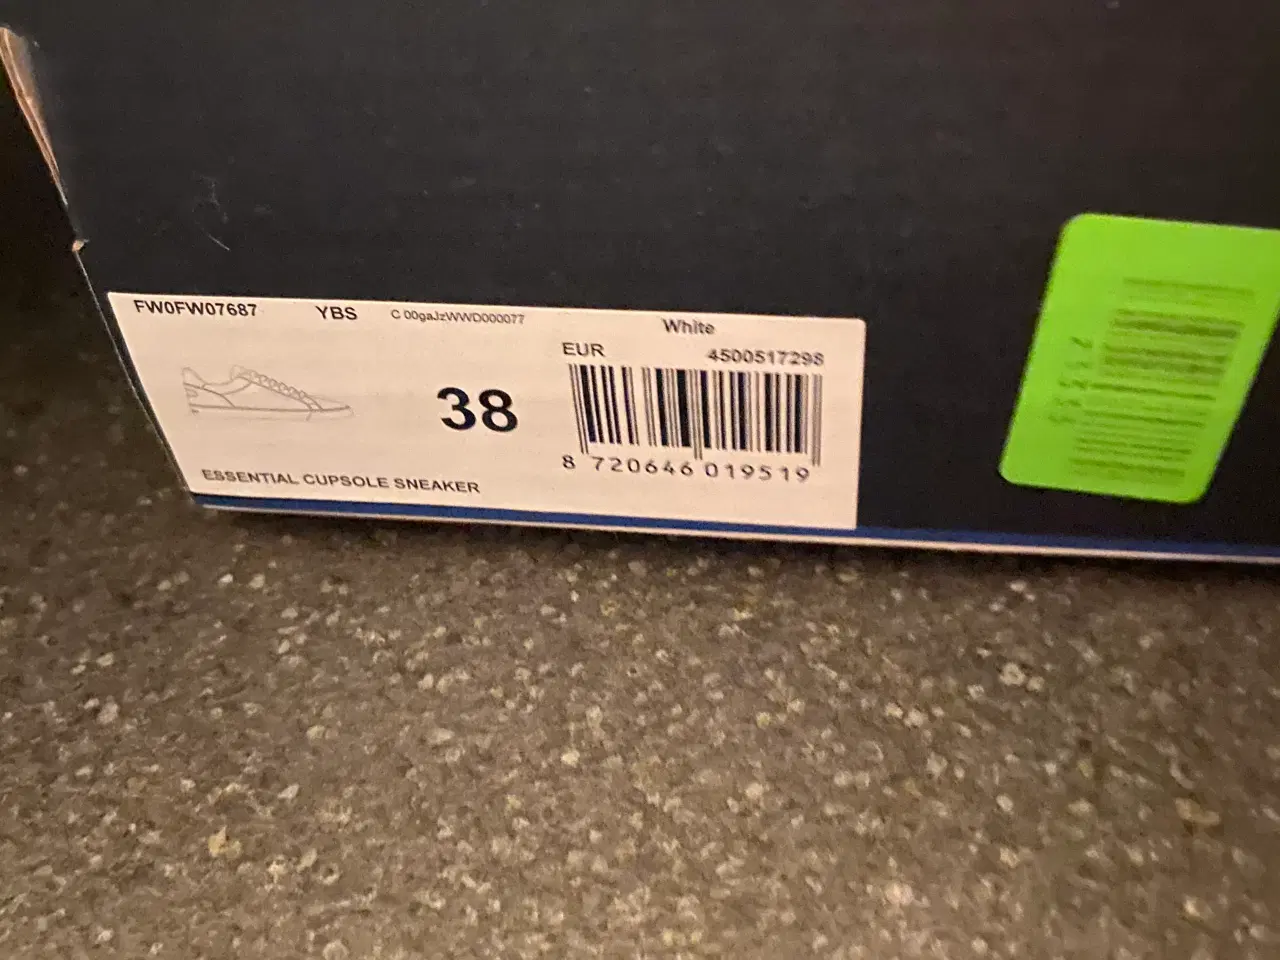 FW0FW07687 YBS C 00gaJzWWD000077 White
EUR 4500517298
38
8 720646 019519
ESSENTIAL CUPSOLE SNEAKER